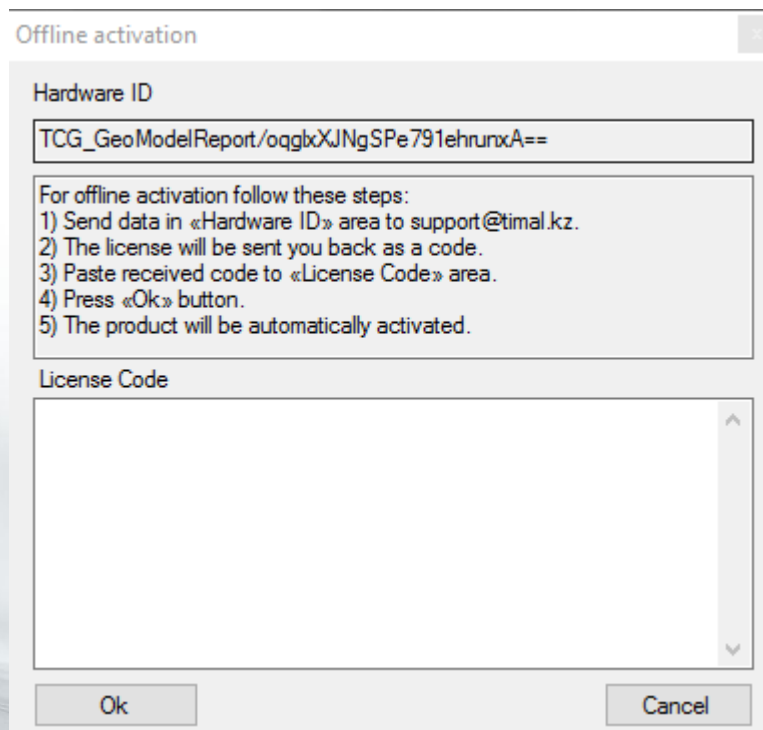 Offline activation
Hardware ID
TCG_GeoModelReport/oqglxXJNgSPe791ehrunxA==
For offline activation follow these steps:
1) Send data in «Hardware ID» area to support@timal.kz.
2) The license will be sent you back as a code.
3) Paste received code to «License Code» area.
4) Press «Ok» button.
5) The product will be automatically activated.
License Code
Ok
Cancel